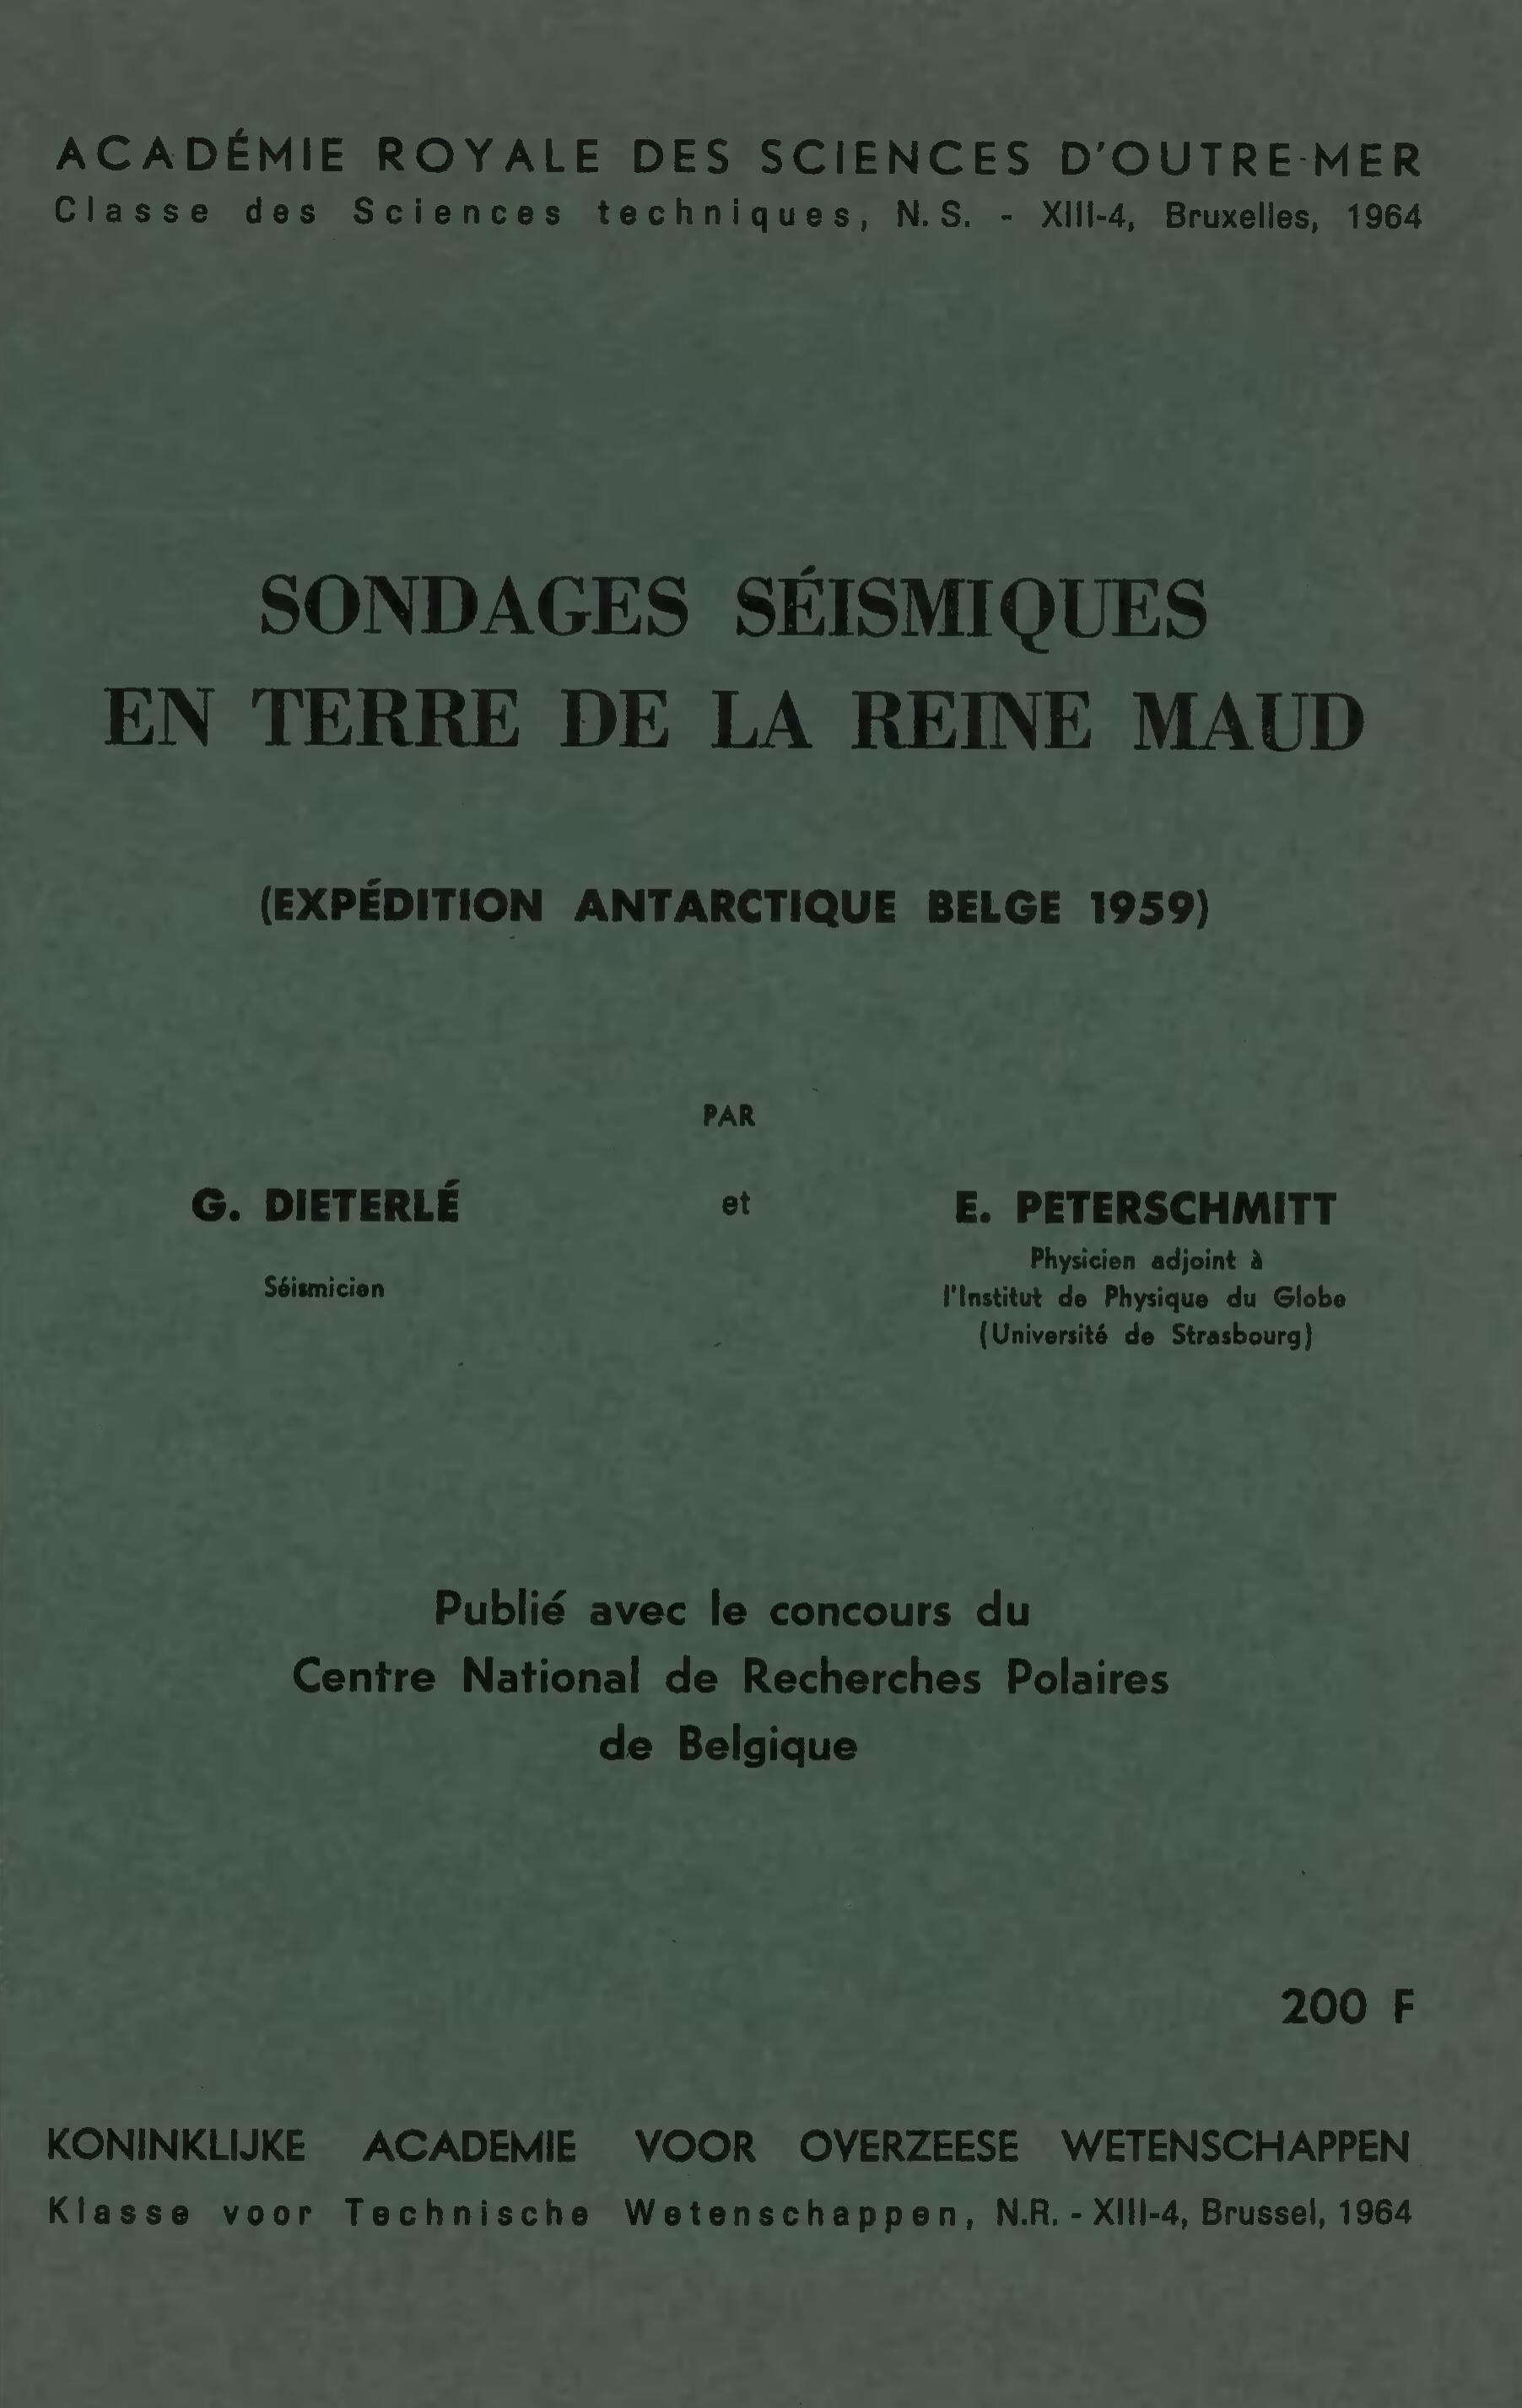 ACADÉMIE ROYALE DES SCIENCES D'OUTRE-MER
Classe des Sciences techniques, N. S. - XIII-4, Bruxelles, 1964
SONDAGES SÉISMIQUES
EN TERRE DE LA REINE MAUD
(EXPÉDITION ANTARCTIQUE BELGE 1959)
PAR
G. DIETERLÉ et E. PETERSCHMITT
Séismicien
Physicien adjoint à
l'Institut de Physique du Globe
(Université de Strasbourg)
Publié avec le concours du
Centre National de Recherches Polaires
de Belgique
200 F
KONINKLIJKE ACADEMIE VOOR OVERZEESE WETENSCHAPPEN
Klasse voor Technische Wetenschappen, N.R. - XIII-4, Brussel, 1964